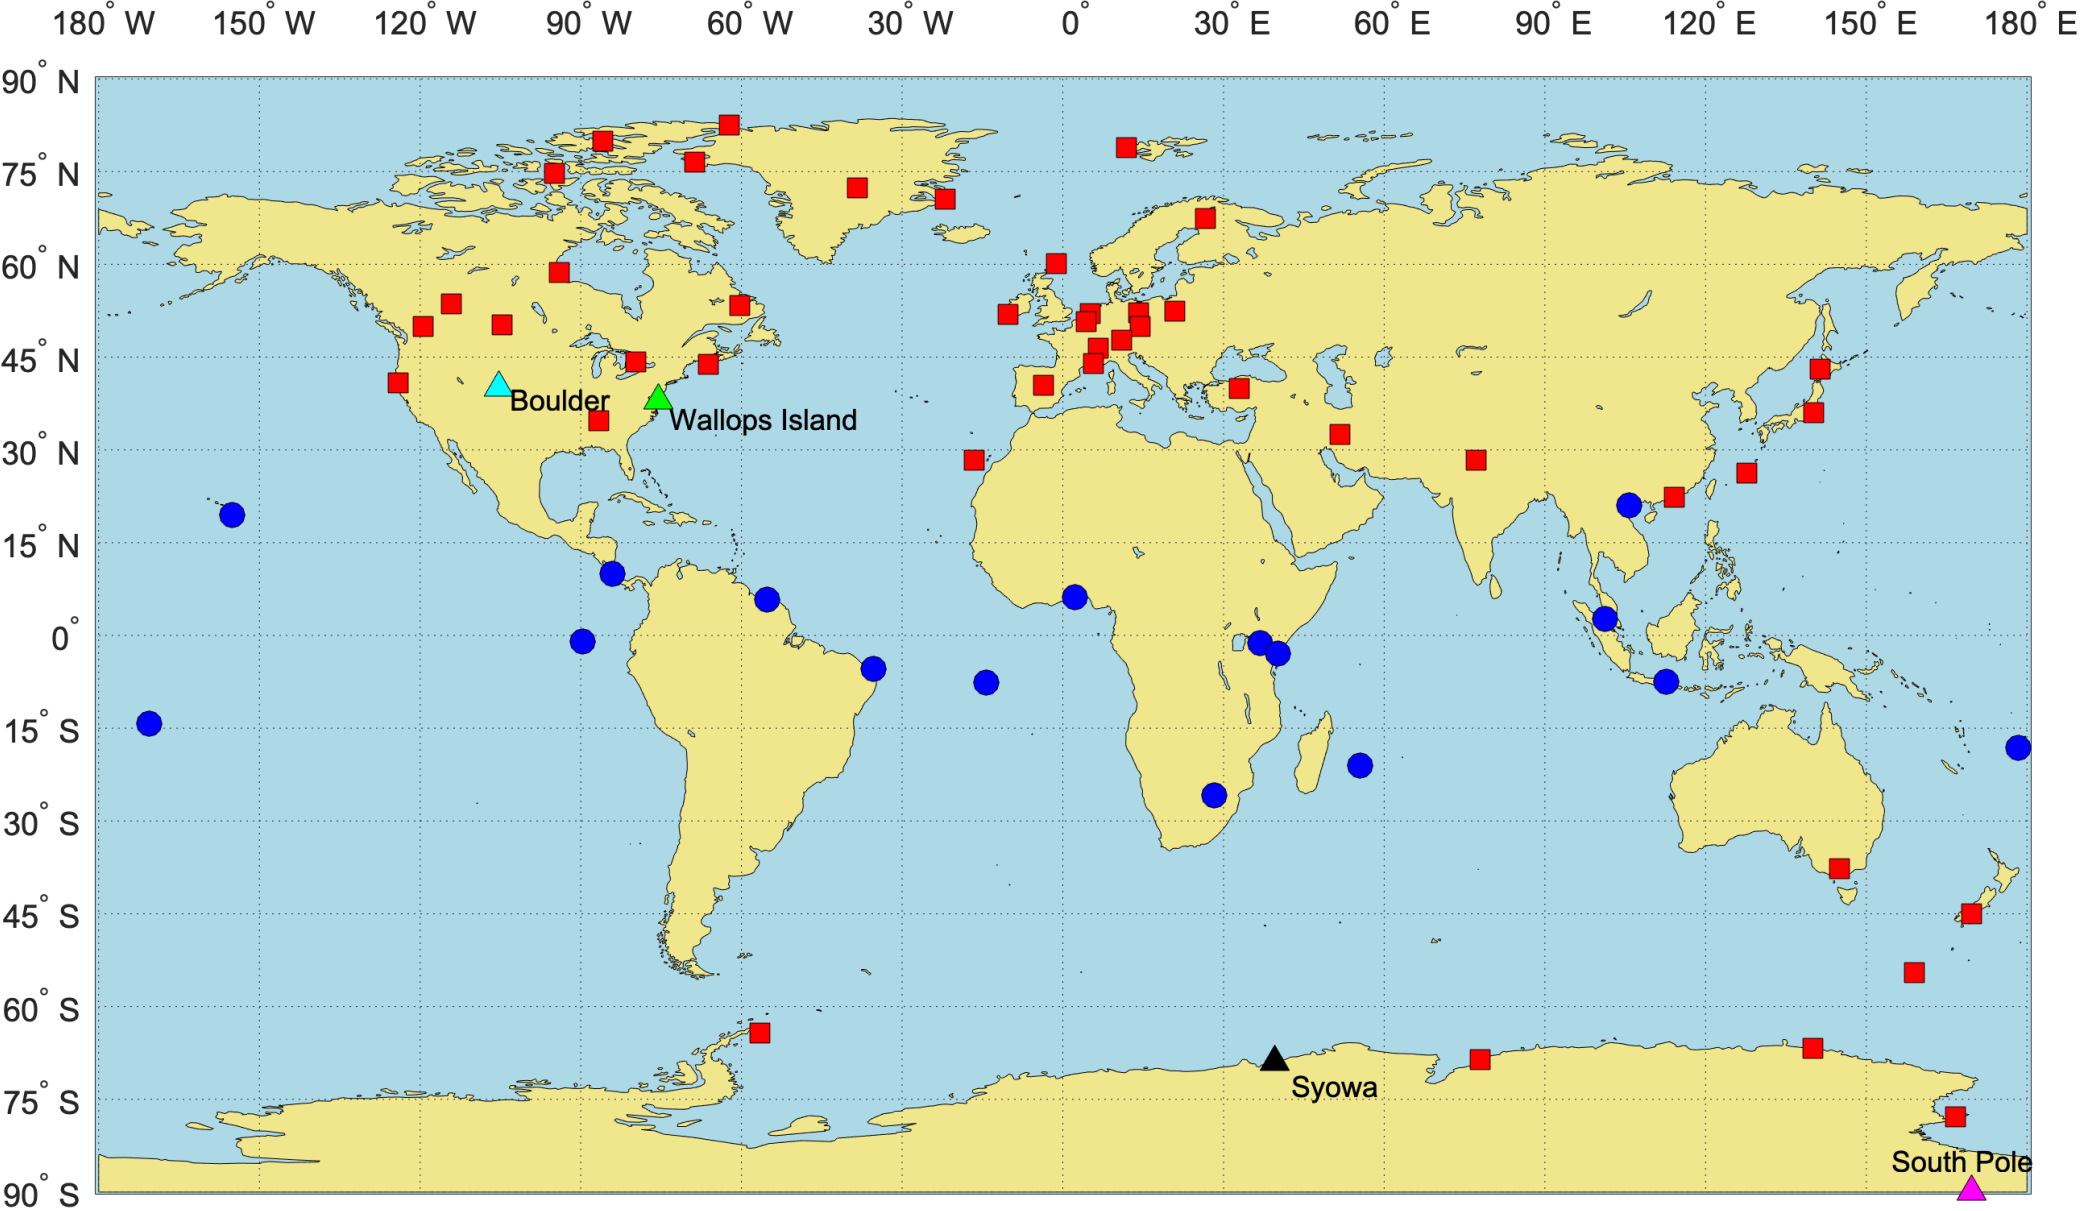 180° W 150° W 120° W 90° W 60° W 30° W 0° 30° E 60° E 90° E 120° E 150° E 180° E
90° N
75° N
60° N
45° N
Boulder
Wallops Island
30° N
15° N
0°
15° S
30° S
45° S
60° S
Syowa
75° S
South Pole
90° S